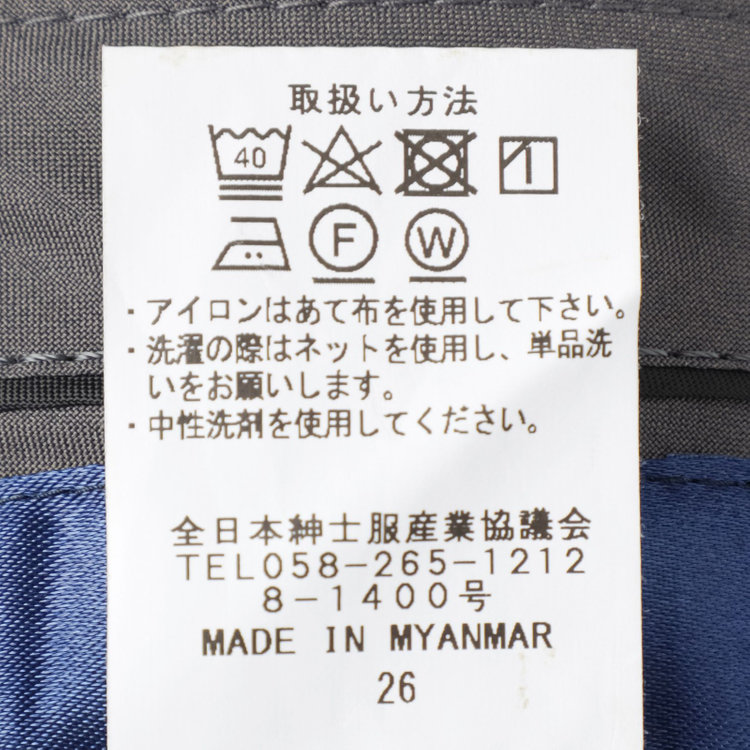 取扱い方法
40
F W
・アイロンはあて布を使用して下さい。
・洗濯の際はネットを使用し、単品洗
いをお願いします。
・中性洗剤を使用してください。
全日本紳士服産業協議会
TEL058-265-1212
8-1400号
MADE IN MYANMAR
26